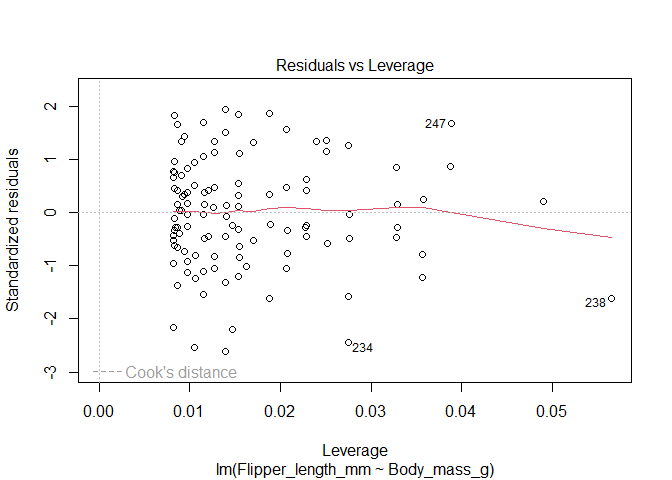 Residuals vs Leverage
Standardized residuals
2
1
0
-1
-2
-3
247
238
234
Cook's distance
0.00 0.01 0.02 0.03 0.04 0.05
Leverage
lm(Flipper_length_mm ~ Body_mass_g)